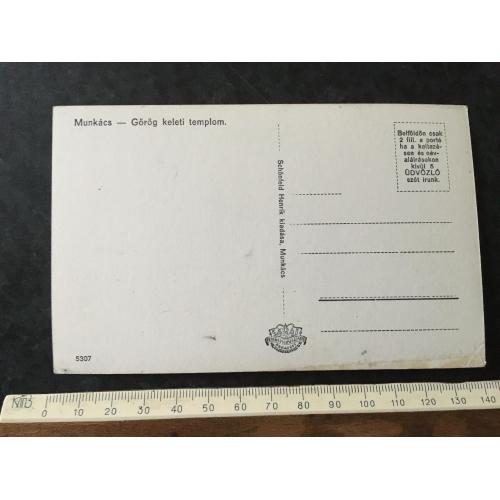 Munkács — Görög keleti templom.
Belföldön csak
2 fill. a portó
ha a keltezé-
sen és név-
aláírásokon
kívül 5
ÜDVÖZLŐ
szót írunk.
Schönfeld Henrik kiadása, Munkács
5307
0 10 20 30 40 50 60 70 80 90 100 110 120 130 140